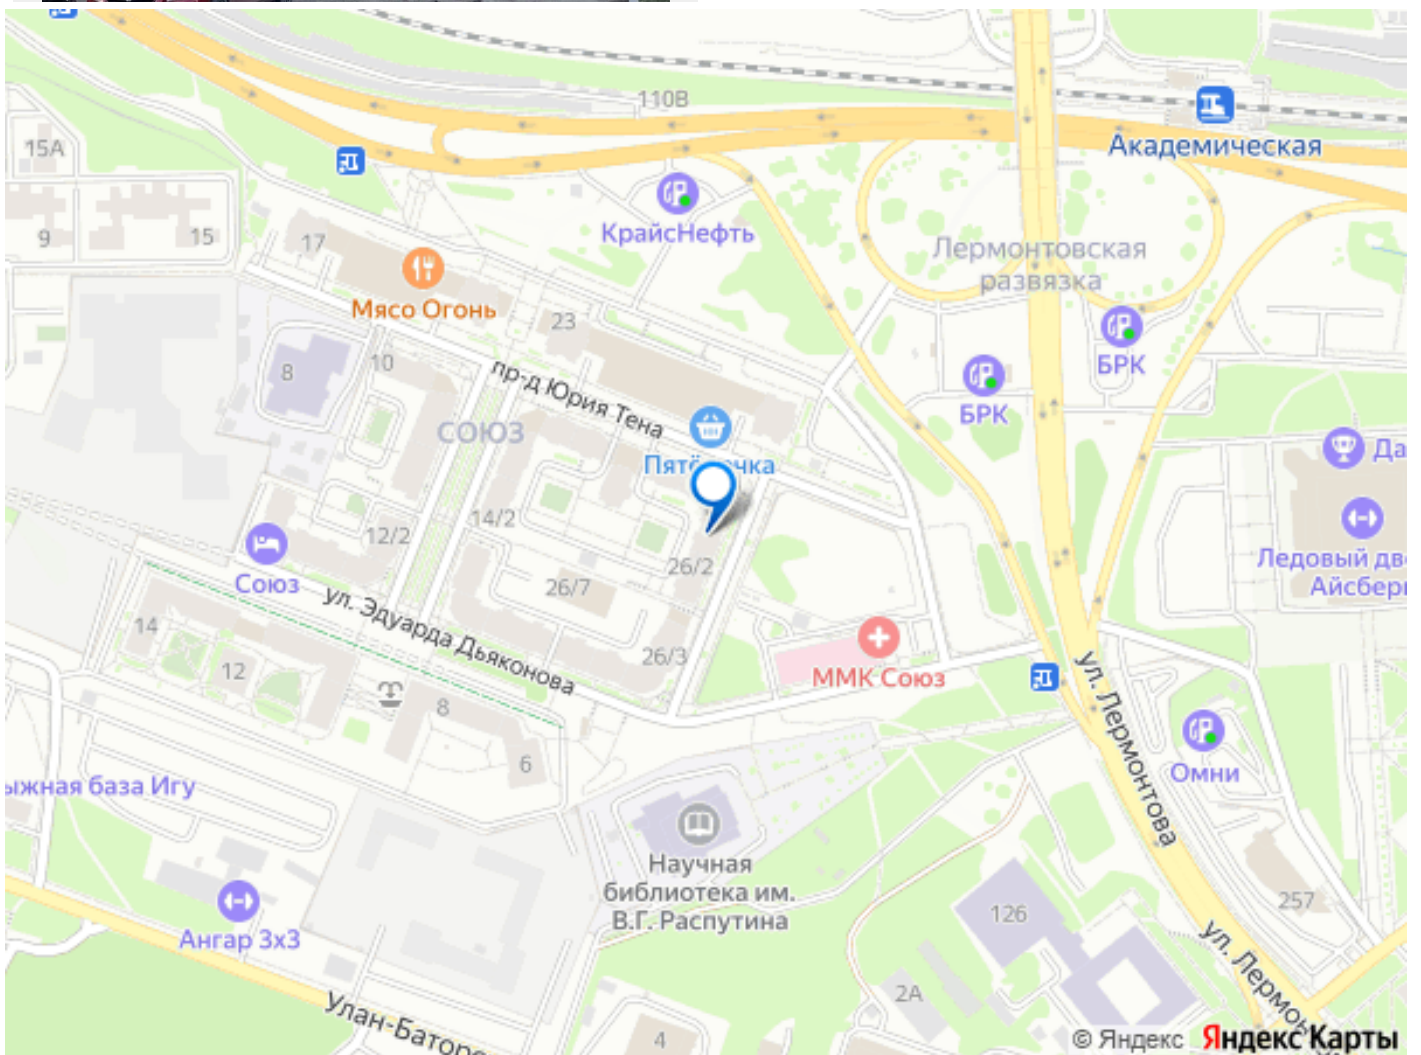 110В
Академическая
15А
КрайсНефть
9
15
17
Лермонтовская
развязка
Мясо Огонь
23
БРК
8
10
пр-д Юрия Тена
БРК
СОЮЗ
Да
14/2
12/2
Союз
26/2
Ледовый
Айсбер
26/7
ул. Эдуарда Дьяконова
14
12
26/3
ММК Союз
ул. Лермонтова
8
6
Омни
ыжная база Игу
Научная
библиотека им.
В.Г. Распутина
257
126
Ангар 3х3
ул. Лермон
2А
Улан-Баторс
4
© Яндекс Яндекс Карты